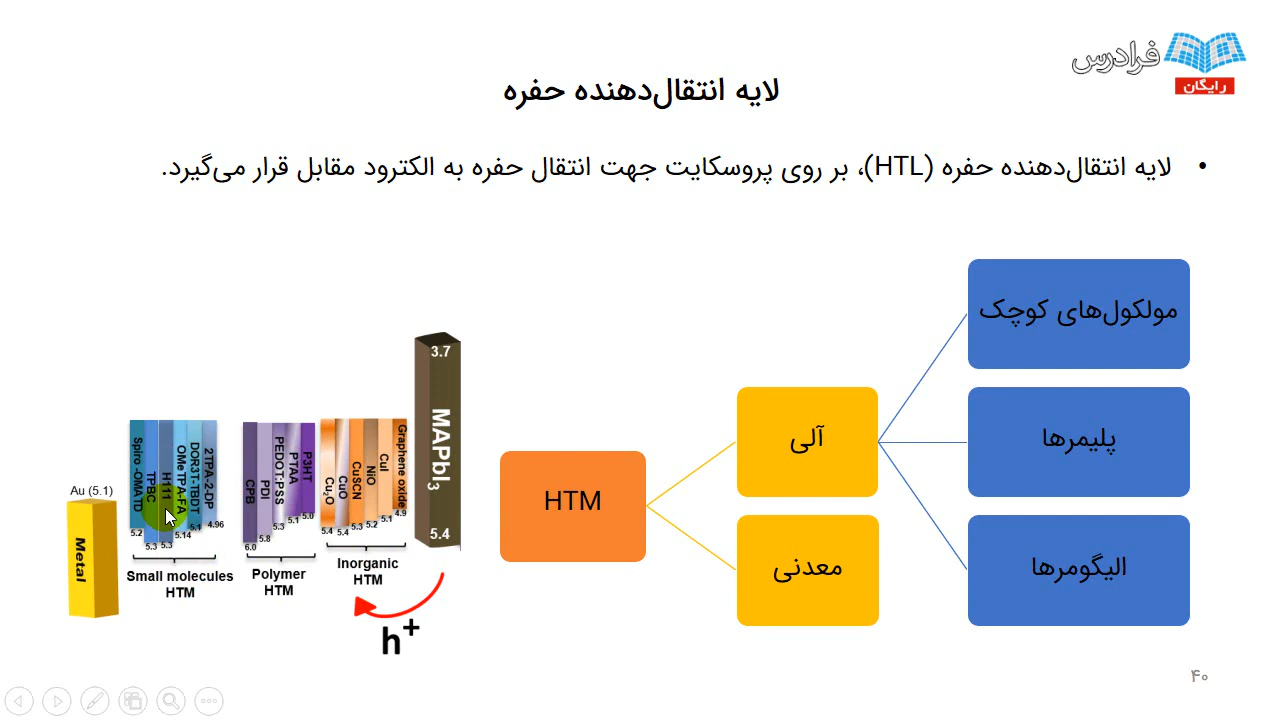 فرادرس
رایگان
لایه انتقال‌دهنده حفره
• لایه انتقال‌دهنده حفره (HTL)، بر روی پروسکایت جهت انتقال حفره به الکترود مقابل قرار می‌گیرد.
HTM
آلی
معدنی
مولکول‌های کوچک
پلیمرها
الیگومرها
Au (5.1)
Metal
Spiro-OMATD
TPBC
H111
OMeTPA-FA
DoR3T-TBDT
2TPA-2-DP
5.2
5.3
5.3
5.14
5.1
4.96
Small molecules
HTM
CPB
PDI
PEDOT:PSS
PTAA
P3HT
6.0
5.8
5.3
5.1
5.0
Polymer
HTM
Cu2O
CuO
CuSCN
NiO
CuI
Graphene oxide
5.4
5.4
5.3
5.2
5.1
4.9
Inorganic
HTM
3.7
MAPbI3
5.4
h+
۴۰